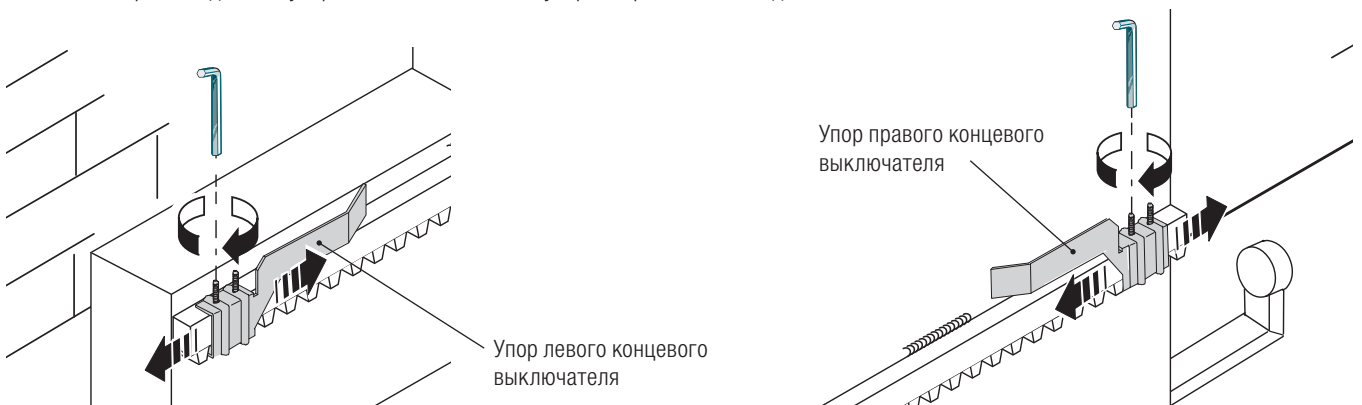 Упор левого концевого
выключателя
Упор правого концевого
выключателя